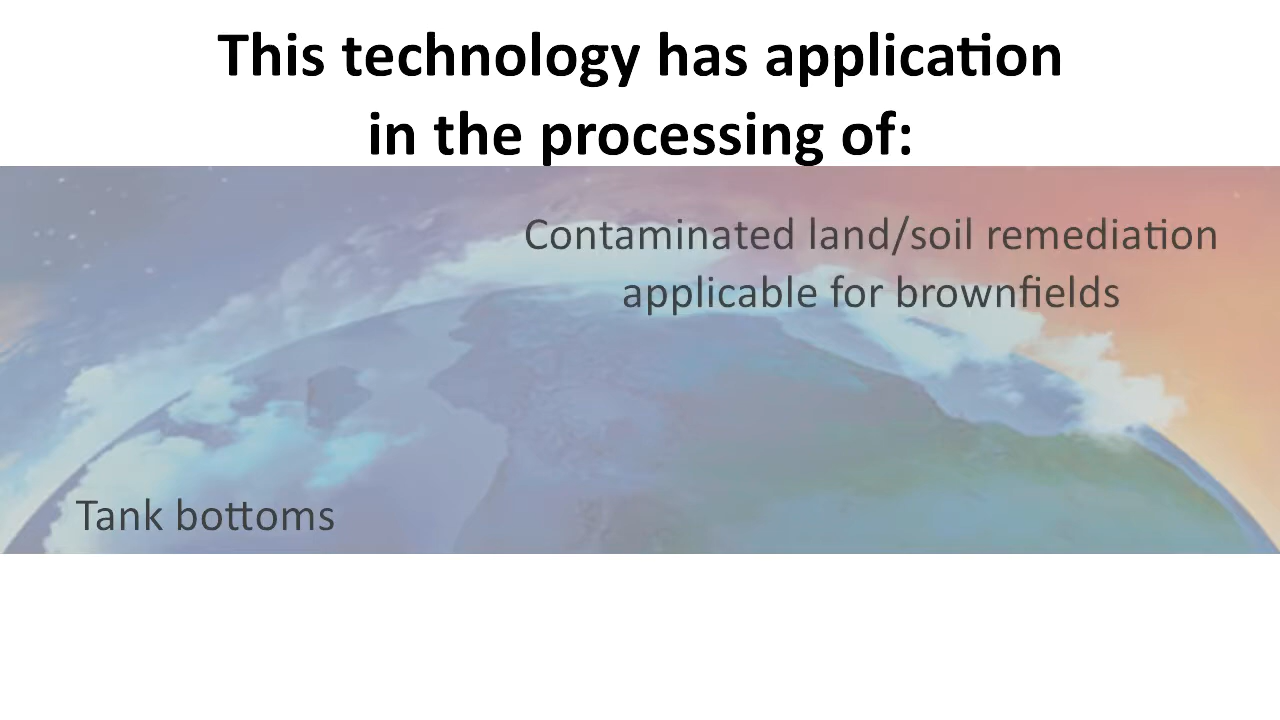 This technology has application
in the processing of:
Contaminated land/soil remediation
applicable for brownfields
Tank bottoms